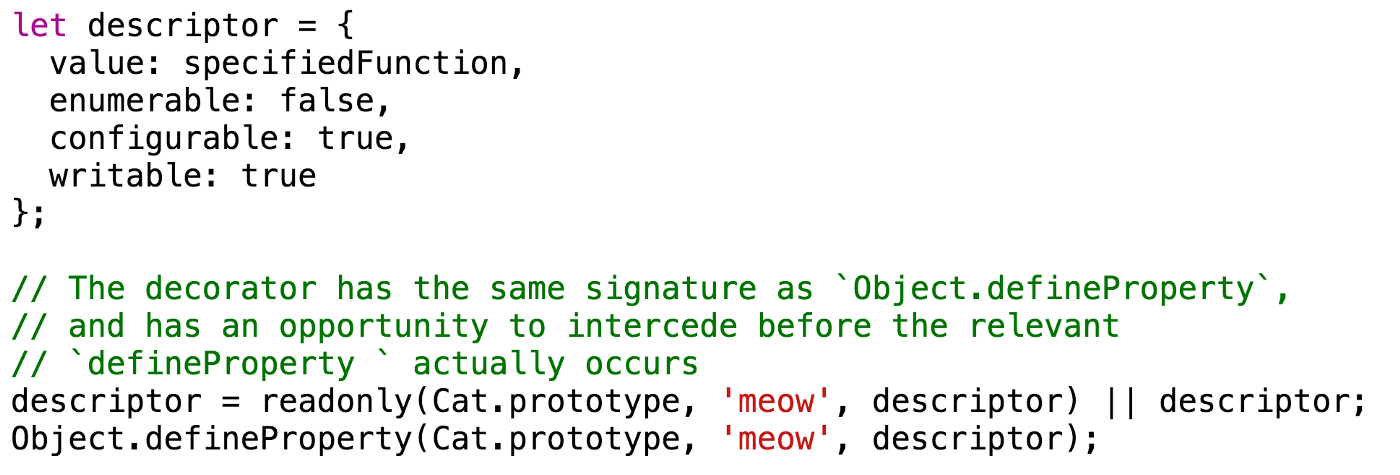 let descriptor = {
  value: specifiedFunction,
  enumerable: false,
  configurable: true,
  writable: true
};

// The decorator has the same signature as `Object.defineProperty`,
// and has an opportunity to intercede before the relevant
// `defineProperty ` actually occurs
descriptor = readonly(Cat.prototype, 'meow', descriptor) || descriptor;
Object.defineProperty(Cat.prototype, 'meow', descriptor);